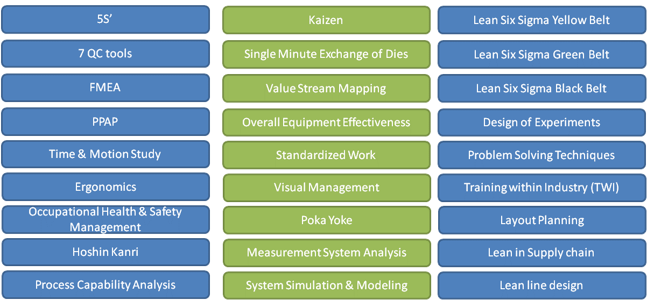 5S’
7 QC tools
FMEA
PPAP
Time & Motion Study
Ergonomics
Occupational Health & Safety
Management
Hoshin Kanri
Process Capability Analysis
Kaizen
Single Minute Exchange of Dies
Value Stream Mapping
Overall Equipment Effectiveness
Standardized Work
Visual Management
Poka Yoke
Measurement System Analysis
System Simulation & Modeling
Lean Six Sigma Yellow Belt
Lean Six Sigma Green Belt
Lean Six Sigma Black Belt
Design of Experiments
Problem Solving Techniques
Training within Industry (TWI)
Layout Planning
Lean in Supply chain
Lean line design